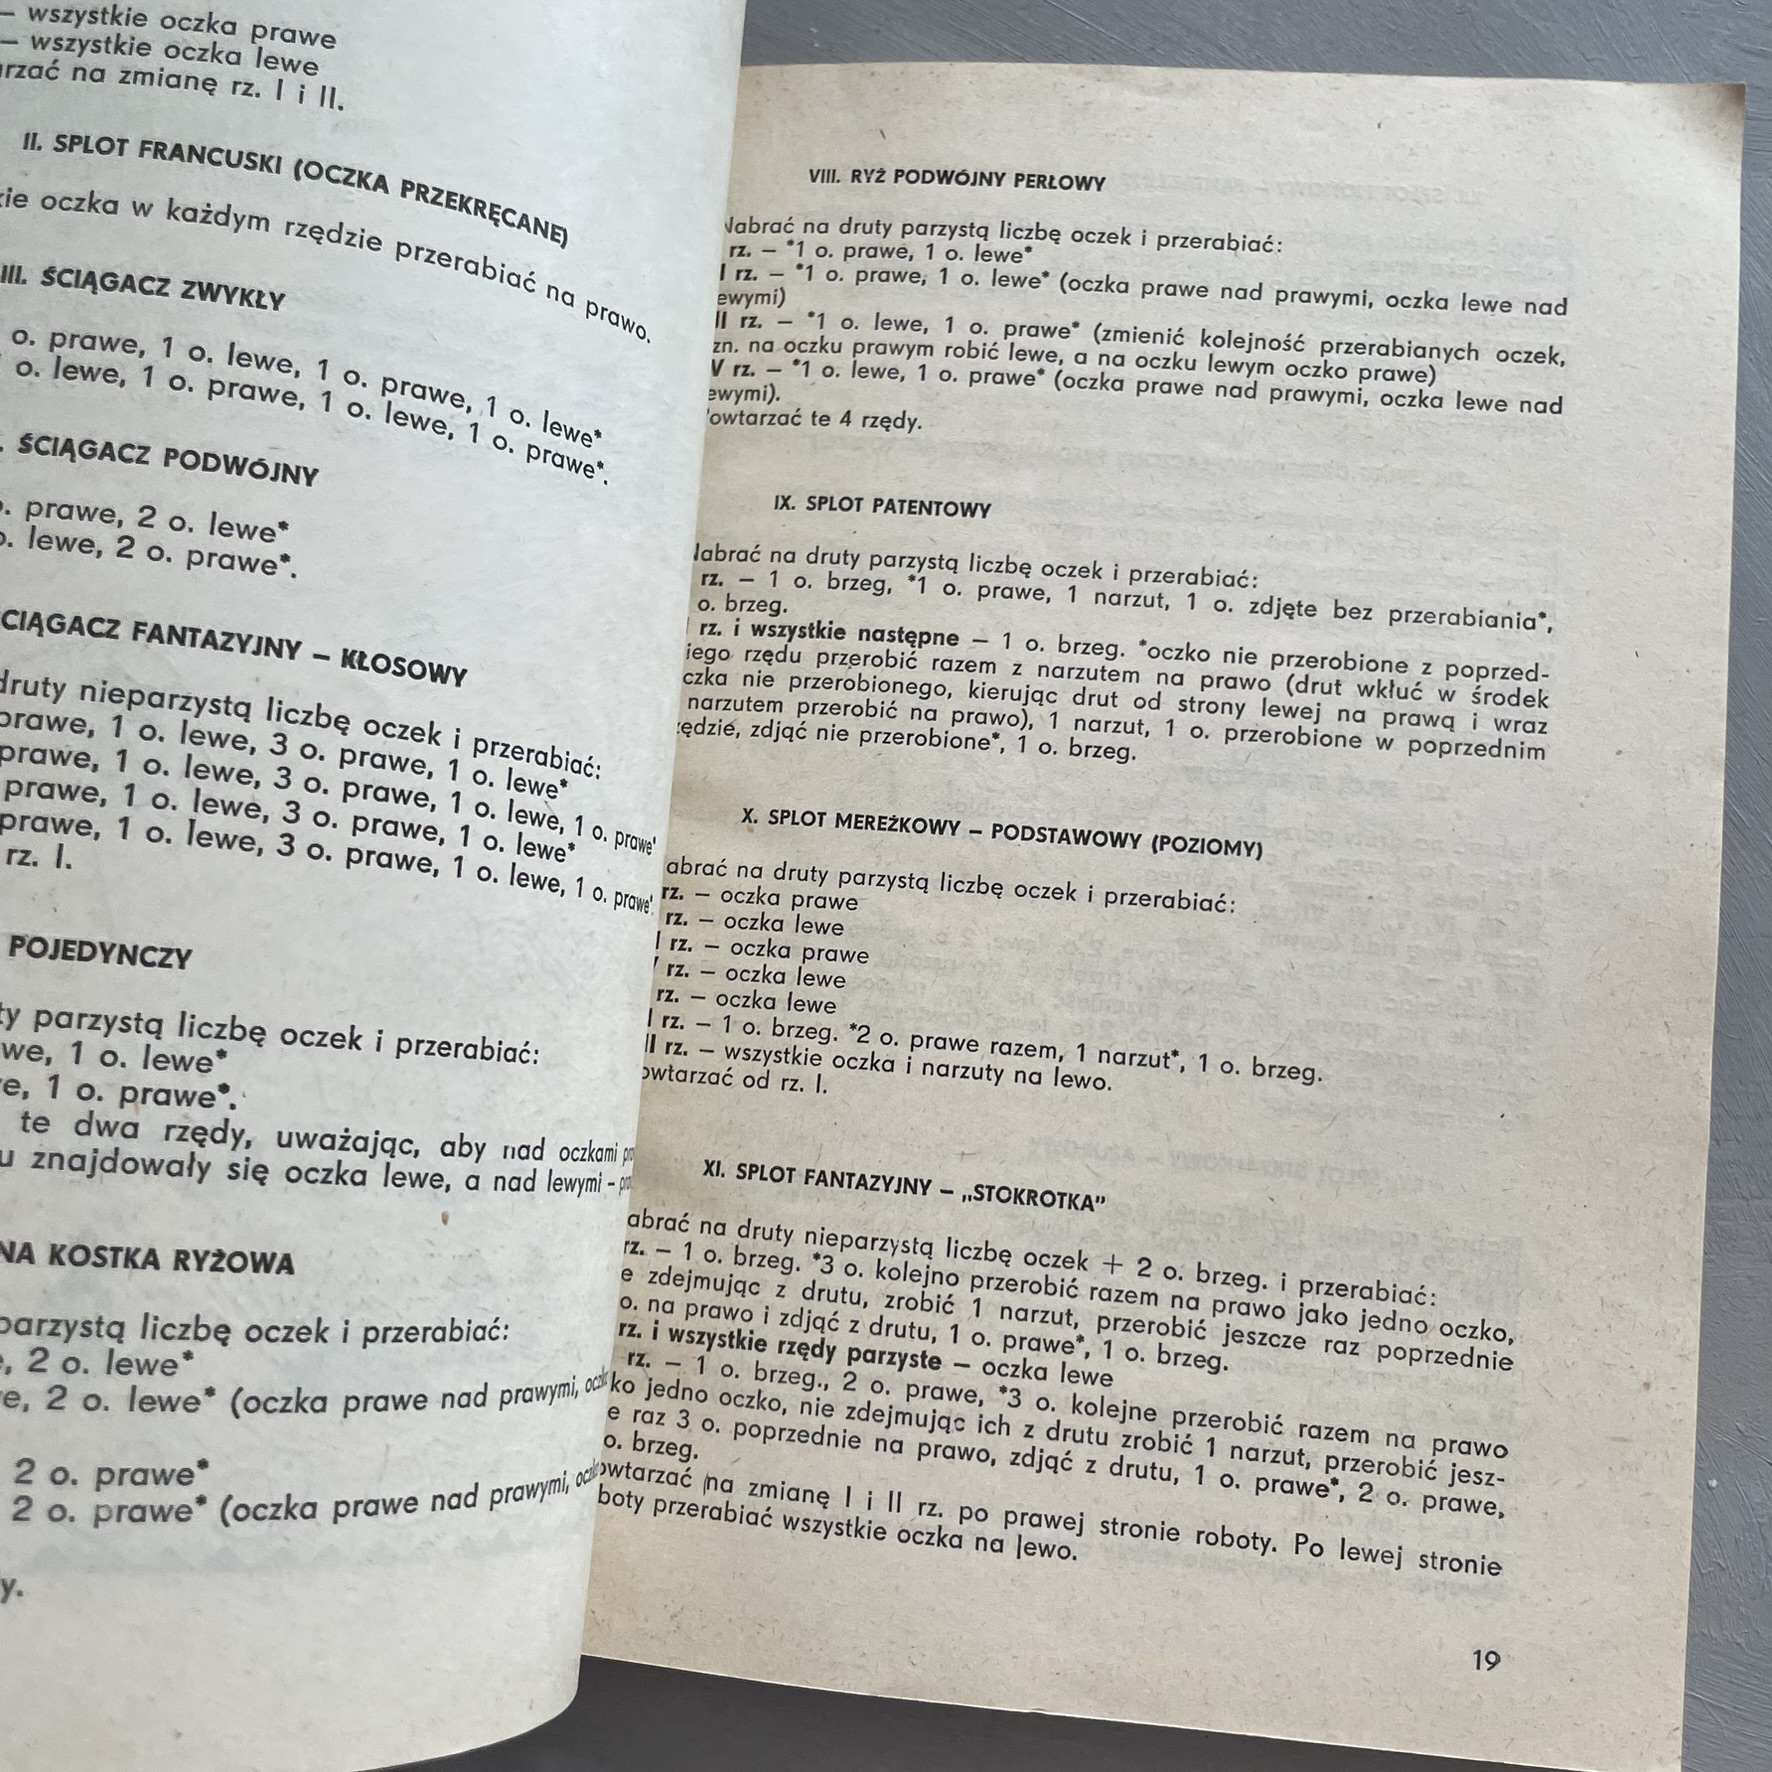 – wszystkie oczka prawe
– wszystkie oczka lewe
na zmianę rz. I i II.
II. SPLOT FRANCUSKI (OCZKA PRZEKRĘCANE)
oczka w każdym rzędzie przerabiać na prawo.
III. ŚCIĄGACZ ZWYKŁY
o. prawe, 1 o. lewe, 1 o. prawe, 1 o. lewe*
o. lewe, 1 o. prawe, 1 o. lewe, 1 o. prawe*.
ŚCIĄGACZ PODWÓJNY
o. prawe, 2 o. lewe*
o. lewe, 2 o. prawe*.
FANTAZYJNY – KŁOSOWY
druty nieparzystą liczbę oczek i przerabiać:
prawe, 1 o. lewe, 3 o. prawe, 1 o. lewe*
prawe, 1 o. lewe, 3 o. prawe, 1 o. lewe, 1 o. prawe*
prawe, 1 o. lewe, 3 o. prawe, 1 o. lewe*
prawe, 1 o. lewe, 3 o. prawe, 1 o. lewe, 1 o. prawe*.
rz. I.
POJEDYNCZY
parzystą liczbę oczek i przerabiać:
1 o. lewe*
1 o. prawe*.
te dwa rzędy, uważając, aby nad oczkami
znajdowały się oczka lewe, a nad lewymi –
KOSTKA RYŻOWA
parzystą liczbę oczek i przerabiać:
2 o. lewe*
2 o. lewe* (oczka prawe nad prawymi,
2 o. prawe*
2 o. prawe* (oczka prawe nad prawymi,
VIII. RYŻ PODWÓJNY PERŁOWY
Nabrać na druty parzystą liczbę oczek i przerabiać:
rz. – *1 o. prawe, 1 o. lewe*
rz. – *1 o. prawe, 1 o. lewe* (oczka prawe nad prawymi, oczka lewe nad
ewymi)
II rz. – *1 o. lewe, 1 o. prawe* (zmienić kolejność przerabianych oczek,
zn. na oczku prawym robić lewe, a na oczku lewym oczko prawe)
V rz. – *1 o. lewe, 1 o. prawe* (oczka prawe nad prawymi, oczka lewe nad
ewymi).
owtarzać te 4 rzędy.
IX. SPLOT PATENTOWY
Nabrać na druty parzystą liczbę oczek i przerabiać:
rz. – 1 o. brzeg, *1 o. prawe, 1 narzut, 1 o. zdjęte bez przerabiania*,
o. brzeg.
rz. i wszystkie następne – 1 o. brzeg. *oczko nie przerobione z poprzed-
iego rzędu przerobić razem z narzutem na prawo (drut wkłuć w środek
czka nie przerobionego, kierując drut od strony lewej na prawą i wraz
narzutem przerobić na prawo), 1 narzut, 1 o. przerobione w poprzednim
zędzie, zdjąć nie przerobione*, 1 o. brzeg.
X. SPLOT MEREŻKOWY – PODSTAWOWY (POZIOMY)
abrać na druty parzystą liczbę oczek i przerabiać:
rz. – oczka prawe
rz. – oczka lewe
I rz. – oczka prawe
rz. – oczka lewe
rz. – oczka lewe
I rz. – 1 o. brzeg. *2 o. prawe razem, 1 narzut*, 1 o. brzeg.
II rz. – wszystkie oczka i narzuty na lewo.
owtarzać od rz. I.
XI. SPLOT FANTAZYJNY – „STOKROTKA”
abrać na druty nieparzystą liczbę oczek + 2 o. brzeg. i przerabiać:
rz. – 1 o. brzeg. *3 o. kolejno przerobić razem na prawo jako jedno oczko,
e zdejmując z drutu, zrobić 1 narzut, przerobić jeszcze raz poprzednie
o. na prawo i zdjąć z drutu, 1 o. prawe*, 1 o. brzeg.
rz. i wszystkie rzędy parzyste – oczka lewe
rz. – 1 o. brzeg., 2 o. prawe, *3 o. kolejne przerobić razem na prawo
ko jedno oczko, nie zdejmując ich z drutu zrobić 1 narzut, przerobić jesz-
e raz 3 o. poprzednie na prawo, zdjąć z drutu, 1 o. prawe*, 2 o. prawe,
o. brzeg.
owtarzać na zmianę I i II rz. po prawej stronie roboty. Po lewej stronie
boty przerabiać wszystkie oczka na lewo.
19